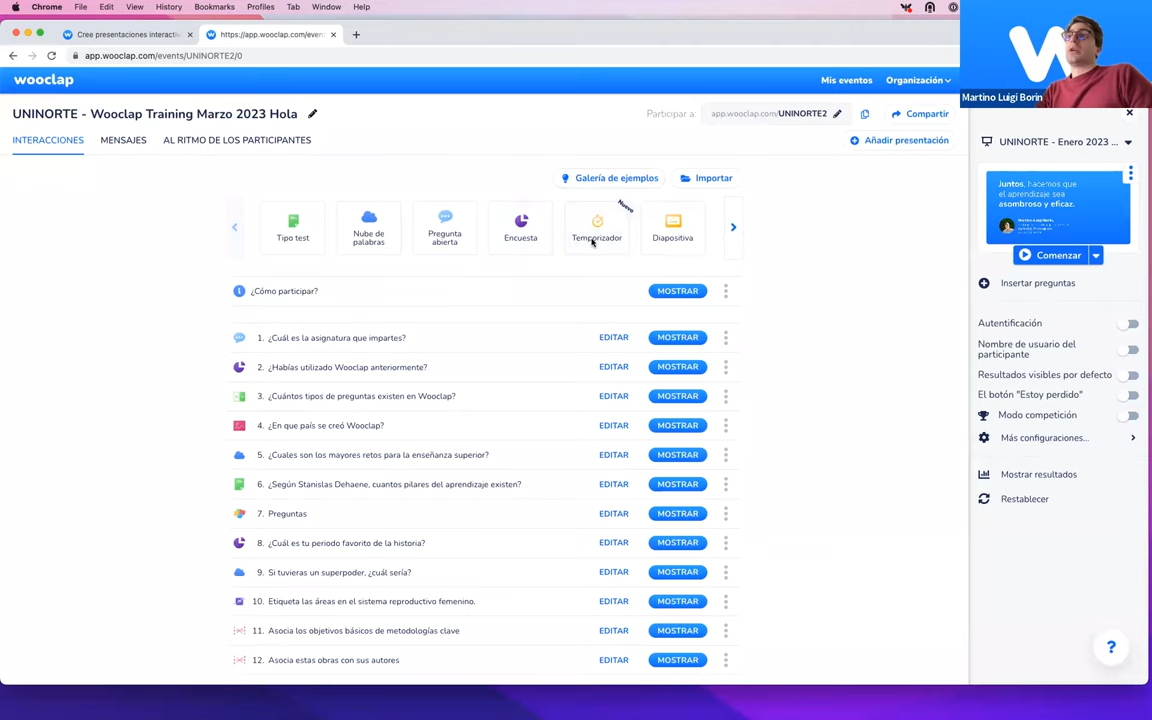 Chrome File Edit View History Bookmarks Profiles Tab Window Help
Cree presentaciones interactiv
https://app.wooclap.com/even
app.wooclap.com/events/UNINORTE2/0
wooclap
Mis eventos
Organización
Martino Luigi Borin
UNINORTE - Wooclap Training Marzo 2023 Hola
Participar a:
app.wooclap.com/UNINORTE2
Compartir
INTERACCIONES
MENSAJES
AL RITMO DE LOS PARTICIPANTES
Añadir presentación
Galería de ejemplos
Importar
Tipo test
Nube de
palabras
Pregunta
abierta
Encuesta
Nuevo
Temporizador
Diapositiva
¿Cómo participar?
MOSTRAR
1. ¿Cuál es la asignatura que impartes? EDITAR MOSTRAR
2. ¿Habías utilizado Wooclap anteriormente? EDITAR MOSTRAR
3. ¿Cuántos tipos de preguntas existen en Wooclap? EDITAR MOSTRAR
4. ¿En que país se creó Wooclap? EDITAR MOSTRAR
5. ¿Cuales son los mayores retos para la enseñanza superior? EDITAR MOSTRAR
6. ¿Según Stanislas Dehaene, cuantos pilares del aprendizaje existen? EDITAR MOSTRAR
7. Preguntas EDITAR MOSTRAR
8. ¿Cuál es tu periodo favorito de la historia? EDITAR MOSTRAR
9. Si tuvieras un superpoder, ¿cuál sería? EDITAR MOSTRAR
10. Etiqueta las áreas en el sistema reproductivo femenino. EDITAR MOSTRAR
11. Asocia los objetivos básicos de metodologías clave EDITAR MOSTRAR
12. Asocia estas obras con sus autores EDITAR MOSTRAR
UNINORTE - Enero 2023 ...
Juntos, hacemos que
el aprendizaje sea
asombroso y eficaz.
Comenzar
Insertar preguntas
Autentificación
Nombre de usuario del
participante
Resultados visibles por defecto
El botón "Estoy perdido"
Modo competición
Más configuraciones...
Mostrar resultados
Restablecer
?